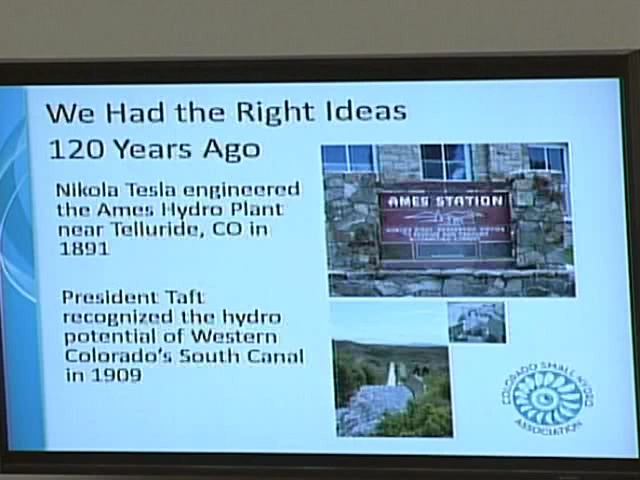 We Had the Right Ideas
120 Years Ago
Nikola Tesla engineered
the Ames Hydro Plant
near Telluride, CO in
1891
President Taft
recognized the hydro
potential of Western
Colorado's South Canal
in 1909
AMES STATION
COLORADO SMALL HYDRO
ASSOCIATION